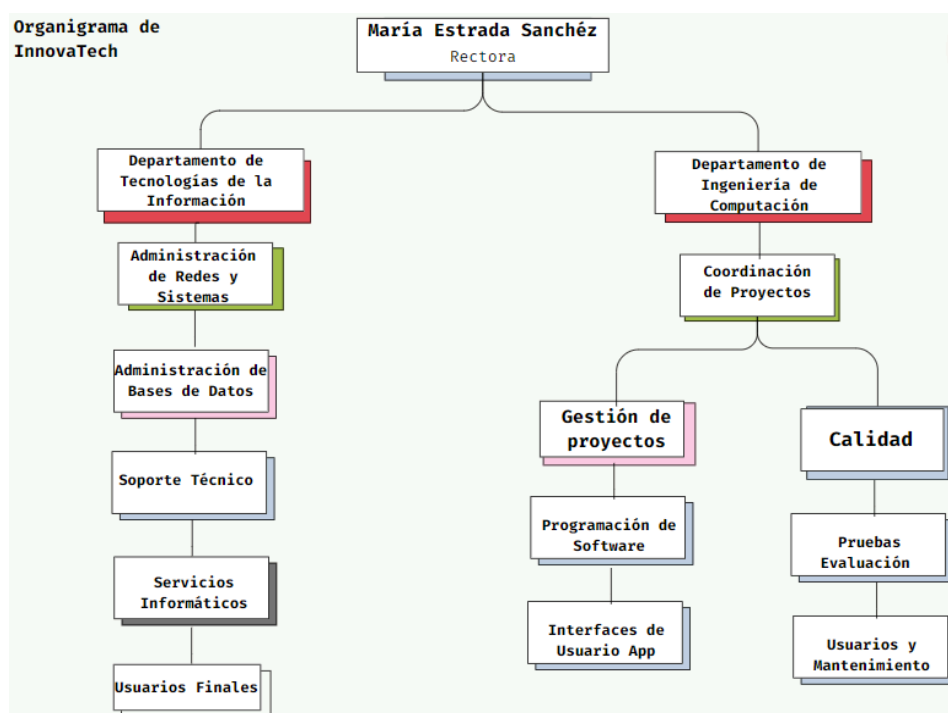 Organigrama de
InnovaTech
María Estrada Sanchéz
Rectora
Departamento de
Tecnologías de la
Información
Departamento de
Ingeniería de
Computación
Administración
de Redes y
Sistemas
Coordinación
de Proyectos
Administración de
Bases de Datos
Gestión de
proyectos
Calidad
Soporte Técnico
Programación de
Software
Pruebas
Evaluación
Servicios
Informáticos
Interfaces de
Usuario App
Usuarios y
Mantenimiento
Usuarios Finales